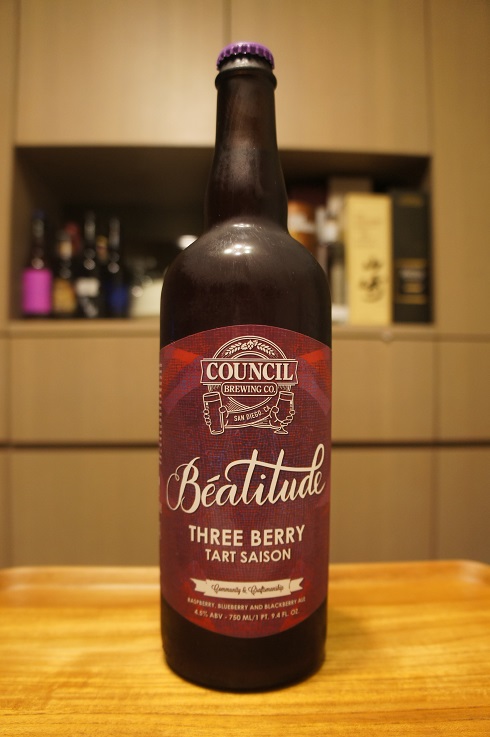 COUNCIL
BREWING CO.
SAN DIEGO, CA
Béatitude
THREE BERRY
TART SAISON
Community & Craftsmanship
RASPBERRY, BLUEBERRY AND BLACKBERRY ALE
4.0% ABV - 750 ML/1 PT. 9.4 FL. OZ